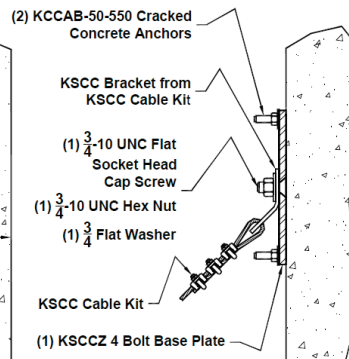 (2) KCCAB-50-550 Cracked
Concrete Anchors
KSCC Bracket from
KSCC Cable Kit
(1) 3/4-10 UNC Flat
Socket Head
Cap Screw
(1) 3/4-10 UNC Hex Nut
(1) 3/4 Flat Washer
KSCC Cable Kit
(1) KSCCZ 4 Bolt Base Plate